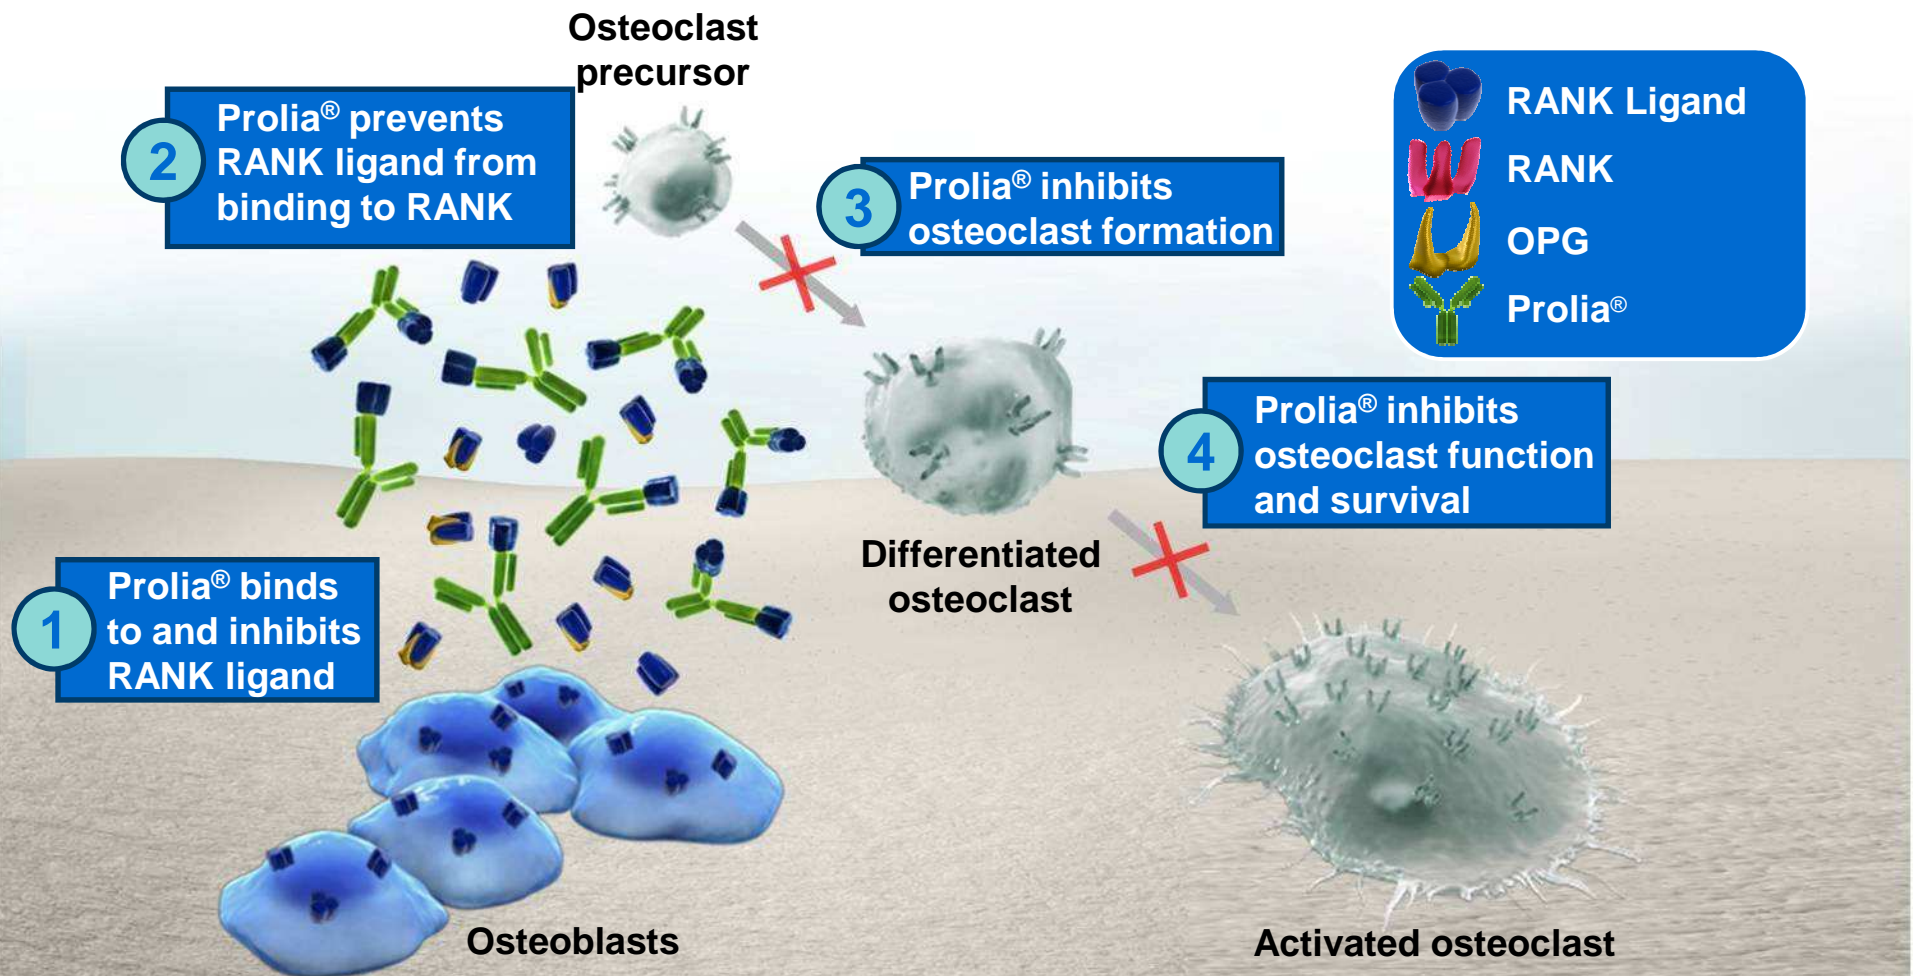 Osteoclast
precursor
2
Prolia® prevents
RANK ligand from
binding to RANK
3
Prolia® inhibits
osteoclast formation
RANK Ligand
RANK
OPG
Prolia®
4
Prolia® inhibits
osteoclast function
and survival
Differentiated
osteoclast
1
Prolia® binds
to and inhibits
RANK ligand
Osteoblasts
Activated osteoclast